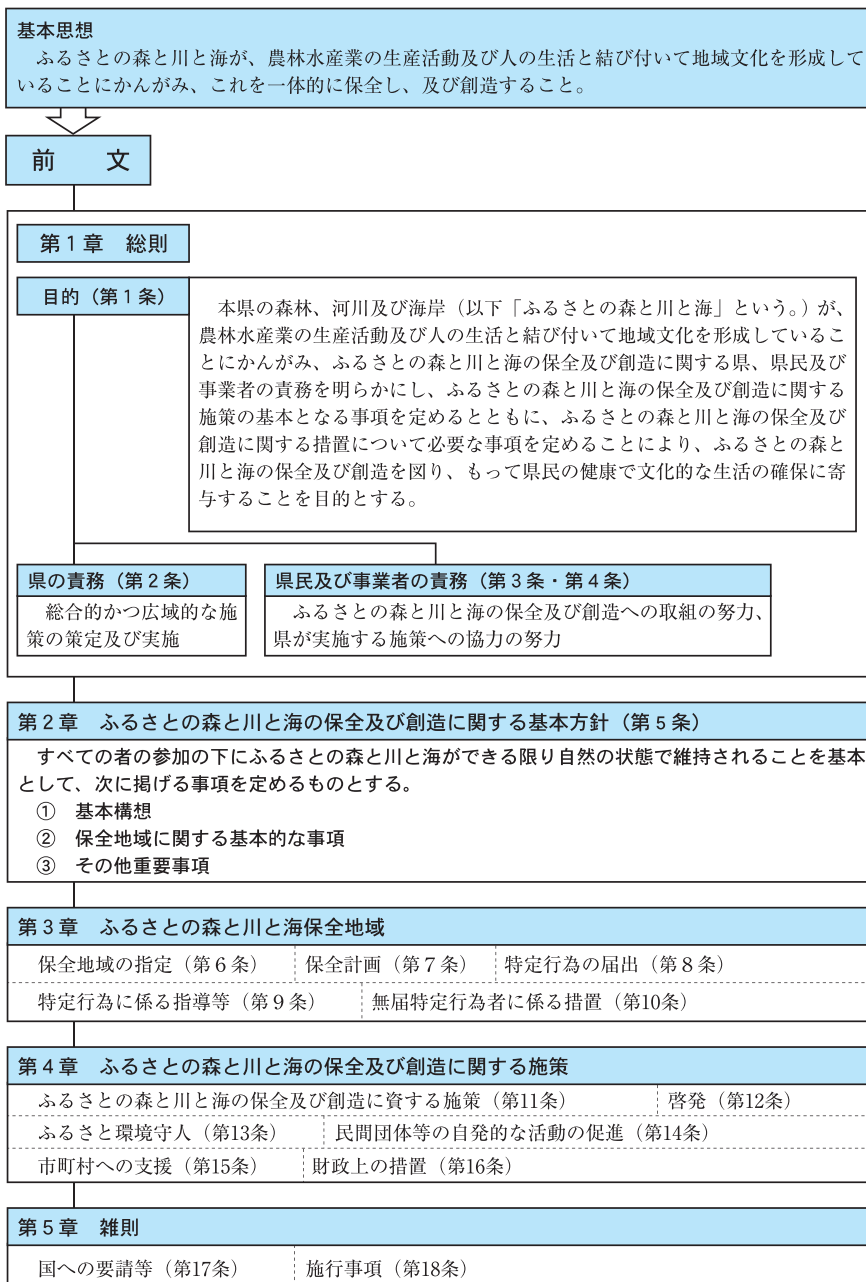 基本思想
ふるさとの森と川と海が、農林水産業の生産活動及び人の生活と結び付いて地域文化を形成して
いることにかんがみ、これを一体的に保全し、及び創造すること。
前　文
第１章　総則
目的（第１条）
本県の森林、河川及び海岸（以下「ふるさとの森と川と海」という。）が、
農林水産業の生産活動及び人の生活と結び付いて地域文化を形成しているこ
とにかんがみ、ふるさとの森と川と海の保全及び創造に関する県、県民及び
事業者の責務を明らかにし、ふるさとの森と川と海の保全及び創造に関する
施策の基本となる事項を定めるとともに、ふるさとの森と川と海の保全及び
創造に関する措置について必要な事項を定めることにより、ふるさとの森と
川と海の保全及び創造を図り、もって県民の健康で文化的な生活の確保に寄
与することを目的とする。
県の責務（第２条）
総合的かつ広域的な施
策の策定及び実施
県民及び事業者の責務（第３条・第４条）
ふるさとの森と川と海の保全及び創造への取組の努力、
県が実施する施策への協力の努力
第２章　ふるさとの森と川と海の保全及び創造に関する基本方針（第５条）
すべての者の参加の下にふるさとの森と川と海ができる限り自然の状態で維持されることを基本
として、次に掲げる事項を定めるものとする。
①　基本構想
②　保全地域に関する基本的な事項
③　その他重要事項
第３章　ふるさとの森と川と海保全地域
保全地域の指定（第６条）　保全計画（第７条）　特定行為の届出（第８条）
特定行為に係る指導等（第９条）　無届特定行為者に係る措置（第10条）
第４章　ふるさとの森と川と海の保全及び創造に関する施策
ふるさとの森と川と海の保全及び創造に資する施策（第11条）　啓発（第12条）
ふるさと環境守人（第13条）　民間団体等の自発的な活動の促進（第14条）
市町村への支援（第15条）　財政上の措置（第16条）
第５章　雑則
国への要請等（第17条）　施行事項（第18条）